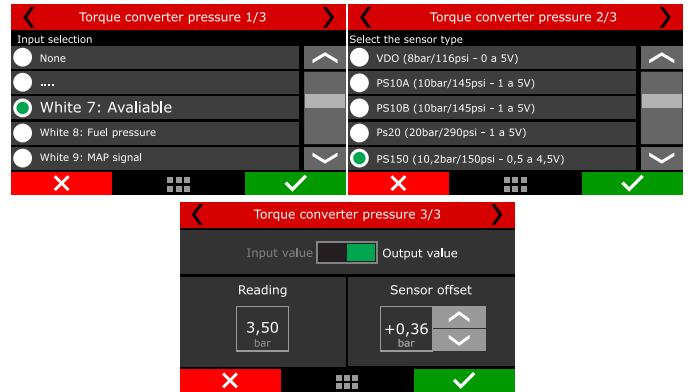 Torque converter pressure 1/3
Input selection
None
....
White 7: Avaliable
White 8: Fuel pressure
White 9: MAP signal
Torque converter pressure 2/3
Select the sensor type
VDO (8bar/116psi - 0 a 5V)
PS10A (10bar/145psi - 1 a 5V)
PS10B (10bar/145psi - 1 a 5V)
Ps20 (20bar/290psi - 1 a 5V)
PS150 (10,2bar/150psi - 0,5 a 4,5V)
Torque converter pressure 3/3
Input value Output value
Reading
3,50
bar
Sensor offset
+0,36
bar